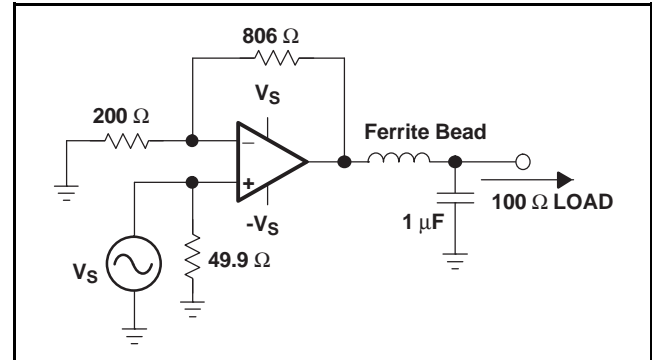 806 Ω
VS
200 Ω
Ferrite Bead
−
+
-VS
1 μF
100 Ω LOAD
49.9 Ω
VS